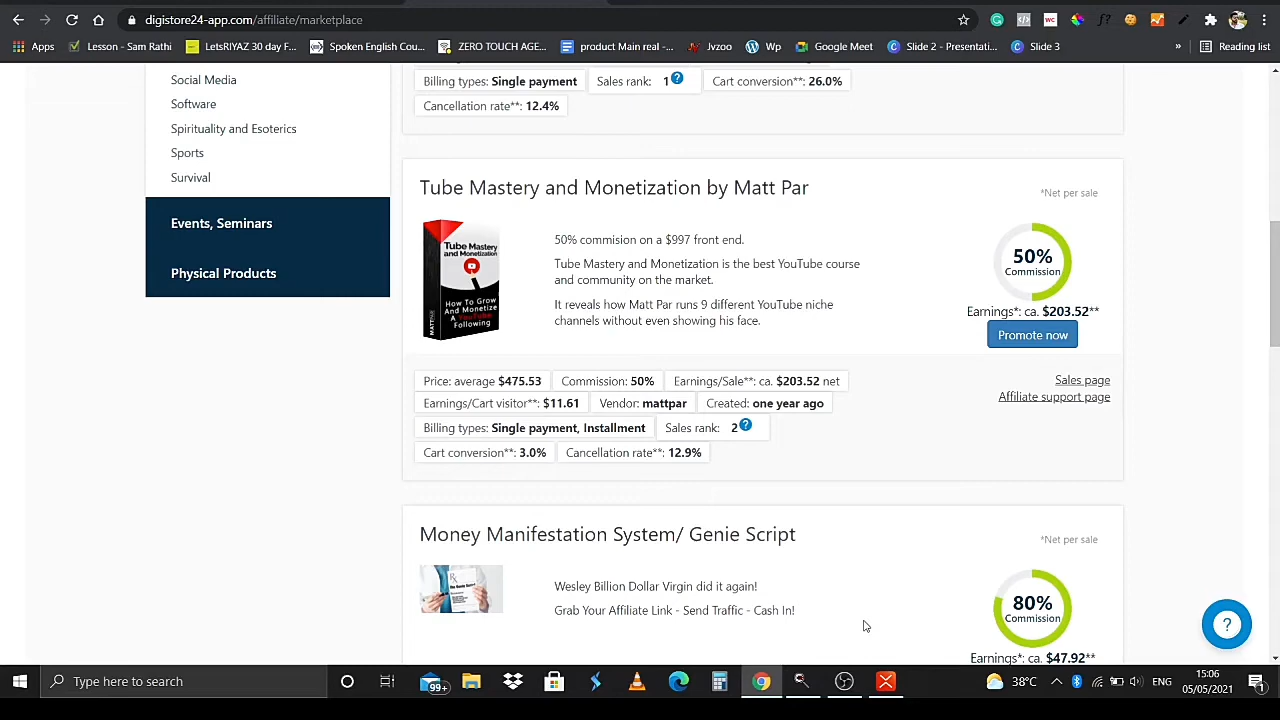 digistore24-app.com/affiliate/marketplace
Apps
Lesson - Sam Rathi
LetsRIYAZ 30 day F...
Spoken English Cou...
ZERO TOUCH AGE...
product Main real -...
Jvzoo
Wp
Google Meet
Slide 2 - Presentati...
Slide 3
»
Reading list
Social Media
Software
Spirituality and Esoterics
Sports
Survival
Events, Seminars
Physical Products
Billing types: Single payment
Sales rank: 1
Cart conversion**: 26.0%
Cancellation rate**: 12.4%
Tube Mastery and Monetization by Matt Par
*Net per sale
Tube Mastery
and Monetization
How To Grow
And Monetize
A YouTube
Following
MATT PAR
50% commision on a $997 front end.
Tube Mastery and Monetization is the best YouTube course
and community on the market.
It reveals how Matt Par runs 9 different YouTube niche
channels without even showing his face.
50%
Commission
Earnings*: ca. $203.52**
Promote now
Price: average $475.53
Commission: 50%
Earnings/Sale**: ca. $203.52 net
Earnings/Cart visitor**: $11.61
Vendor: mattpar
Created: one year ago
Billing types: Single payment, Installment
Sales rank: 2
Cart conversion**: 3.0%
Cancellation rate**: 12.9%
Sales page
Affiliate support page
Money Manifestation System/ Genie Script
*Net per sale
Wesley Billion Dollar Virgin did it again!
Grab Your Affiliate Link - Send Traffic - Cash In!
80%
Commission
Earnings*: ca. $47.92**
?
Type here to search
99+
38°C
ENG
15:06
05/05/2021
1